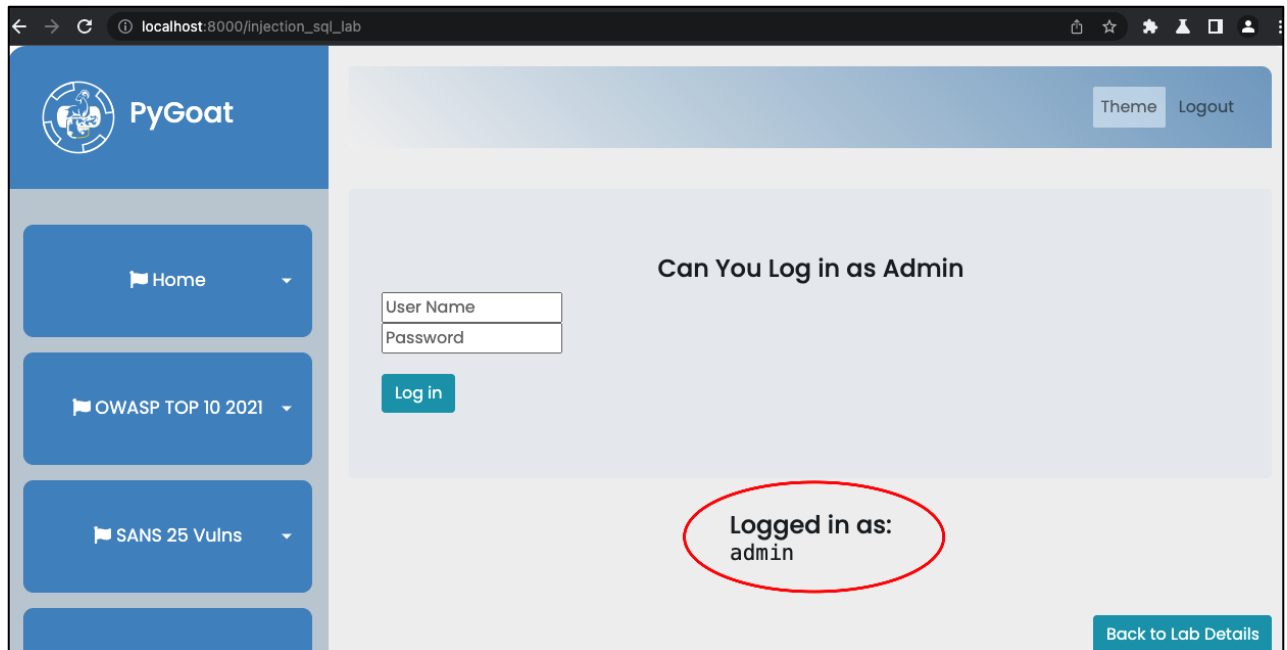 localhost:8000/injection_sql_lab
PyGoat
Theme Logout
Home
OWASP TOP 10 2021
SANS 25 Vulns
Can You Log in as Admin
User Name
Password
Log in
Logged in as:
admin
Back to Lab Details